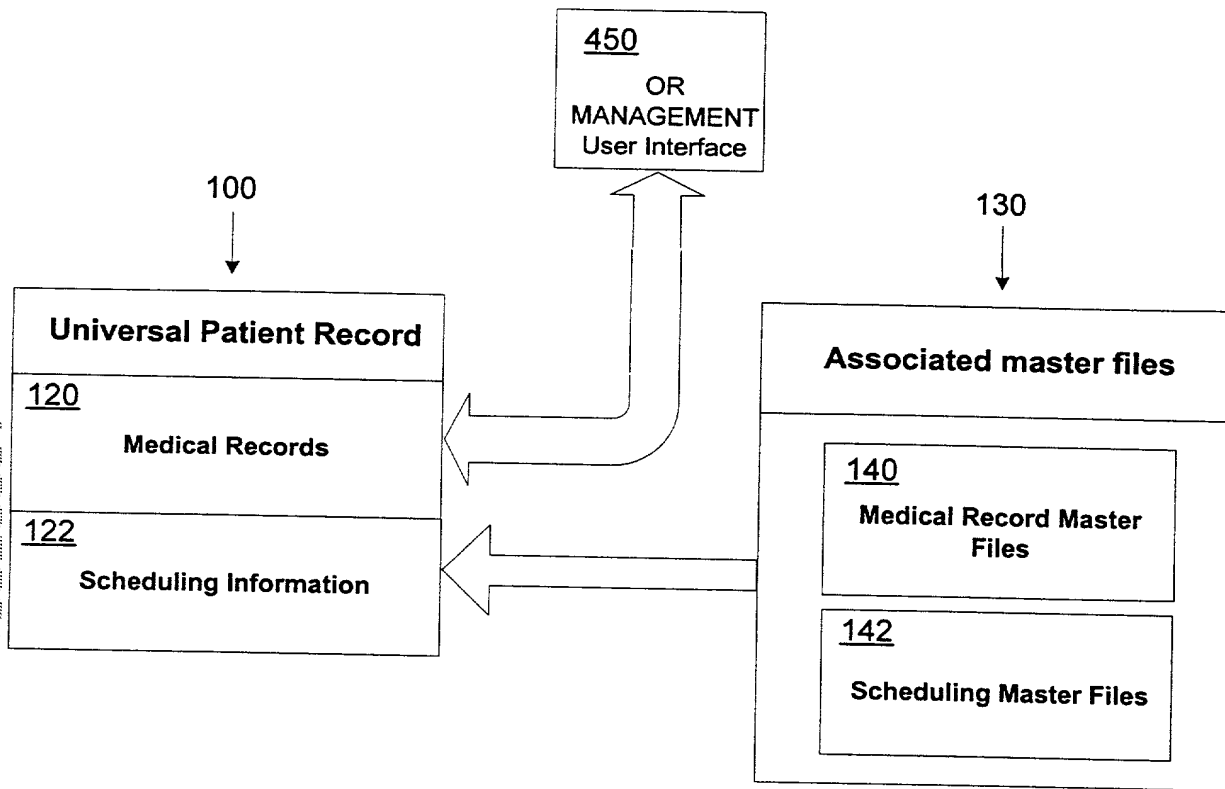 450
OR
MANAGEMENT
User Interface
100
130
Universal Patient Record
Associated master files
120
Medical Records
140
Medical Record Master
Files
122
Scheduling Information
142
Scheduling Master Files